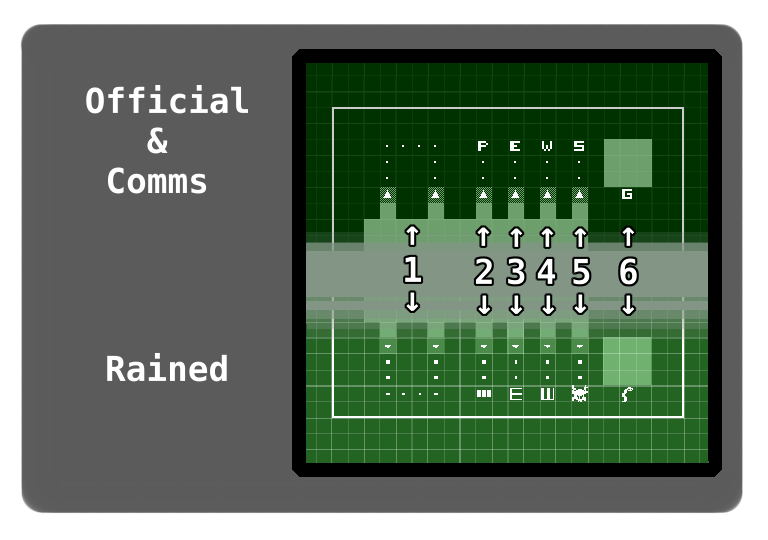 Official
&
Comms
P E W S
G
↑ ↑ ↑ ↑ ↑ ↑
1 2 3 4 5 6
↓ ↓ ↓ ↓ ↓ ↓
Rained
E Ш